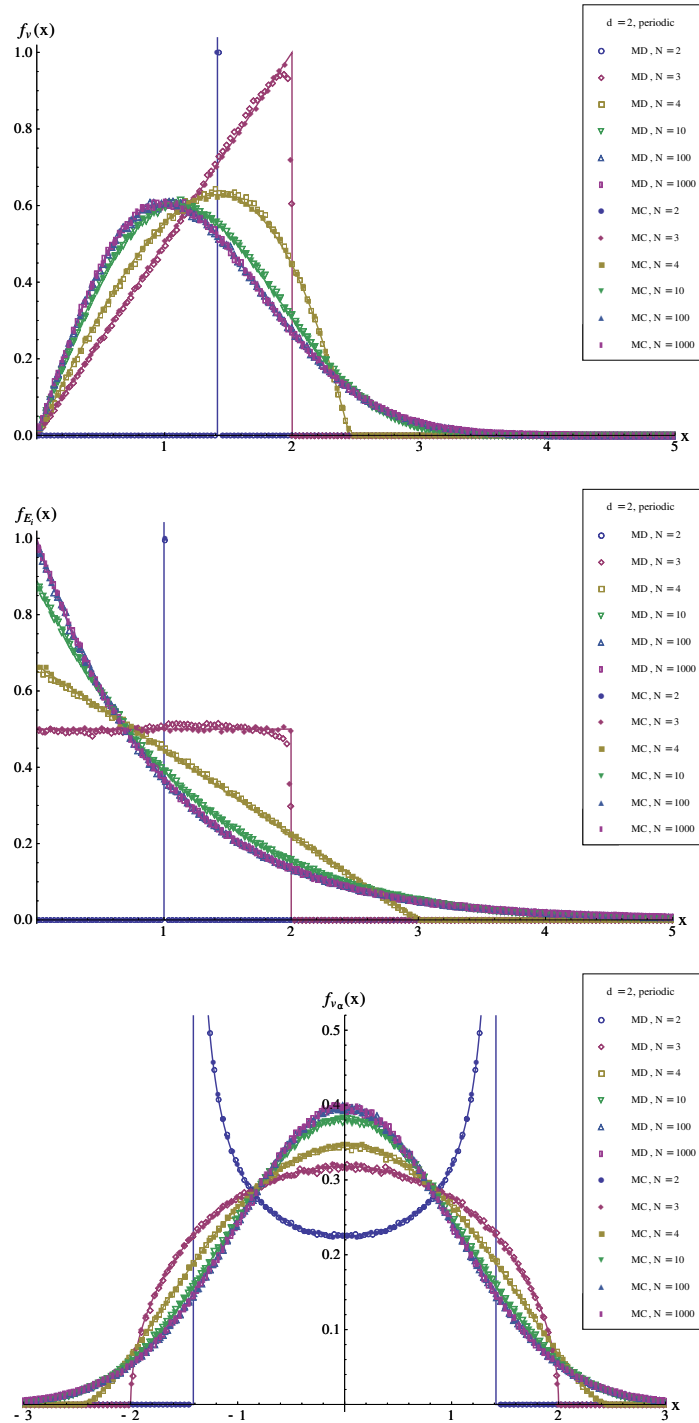 f_v(x)
1.0
0.8
0.6
0.4
0.2
0.0
1
2
3
4
5
x
d = 2, periodic
MD, N = 2
MD, N = 3
MD, N = 4
MD, N = 10
MD, N = 100
MD, N = 1000
MC, N = 2
MC, N = 3
MC, N = 4
MC, N = 10
MC, N = 100
MC, N = 1000
f_{E_i}(x)
1.0
0.8
0.6
0.4
0.2
0.0
0
1
2
3
4
5
x
d = 2, periodic
MD, N = 2
MD, N = 3
MD, N = 4
MD, N = 10
MD, N = 100
MD, N = 1000
MC, N = 2
MC, N = 3
MC, N = 4
MC, N = 10
MC, N = 100
MC, N = 1000
f_{v_α}(x)
0.5
0.4
0.3
0.2
0.1
-3
-2
-1
0
1
2
3
x
d = 2, periodic
MD, N = 2
MD, N = 3
MD, N = 4
MD, N = 10
MD, N = 100
MD, N = 1000
MC, N = 2
MC, N = 3
MC, N = 4
MC, N = 10
MC, N = 100
MC, N = 1000